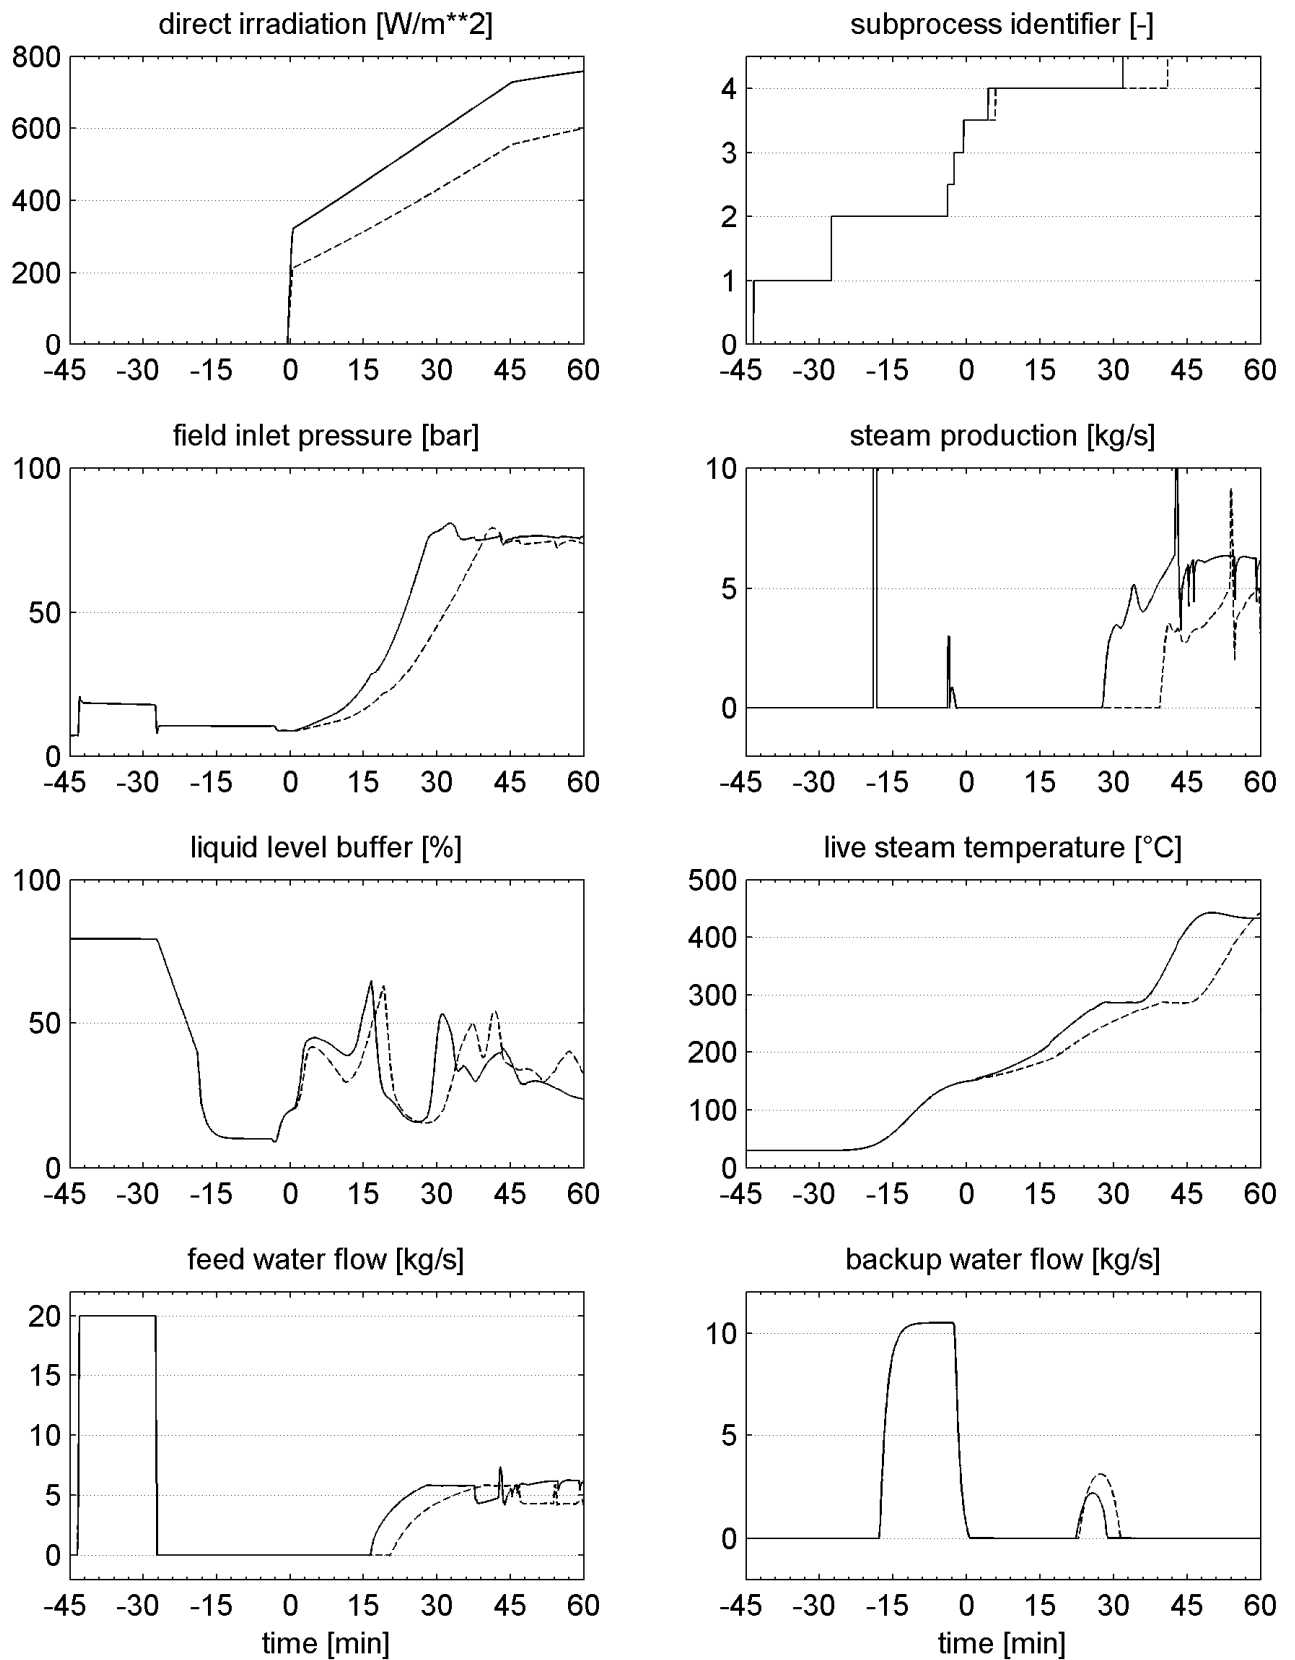 direct irradiation [W/m**2]
800
600
400
200
0
-45 -30 -15 0 15 30 45 60
subprocess identifier [-]
4
3
2
1
0
-45 -30 -15 0 15 30 45 60
field inlet pressure [bar]
100
50
0
-45 -30 -15 0 15 30 45 60
steam production [kg/s]
10
5
0
-45 -30 -15 0 15 30 45 60
liquid level buffer [%]
100
50
0
-45 -30 -15 0 15 30 45 60
live steam temperature [°C]
500
400
300
200
100
0
-45 -30 -15 0 15 30 45 60
feed water flow [kg/s]
20
15
10
5
0
-45 -30 -15 0 15 30 45 60
time [min]
backup water flow [kg/s]
10
5
0
-45 -30 -15 0 15 30 45 60
time [min]